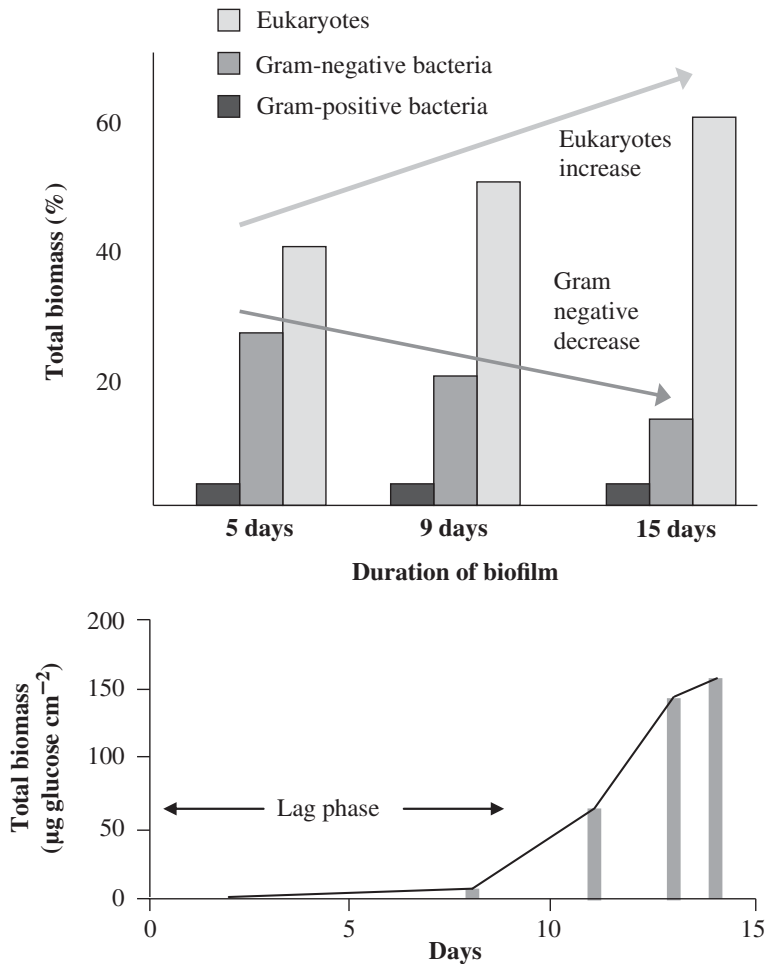 Eukaryotes
Gram-negative bacteria
Gram-positive bacteria
Total biomass (%)
60
40
20
Eukaryotes
increase
Gram
negative
decrease
5 days
9 days
15 days
Duration of biofilm
Total biomass
(µg glucose cm⁻²)
200
150
100
50
0
Lag phase
0
5
10
15
Days